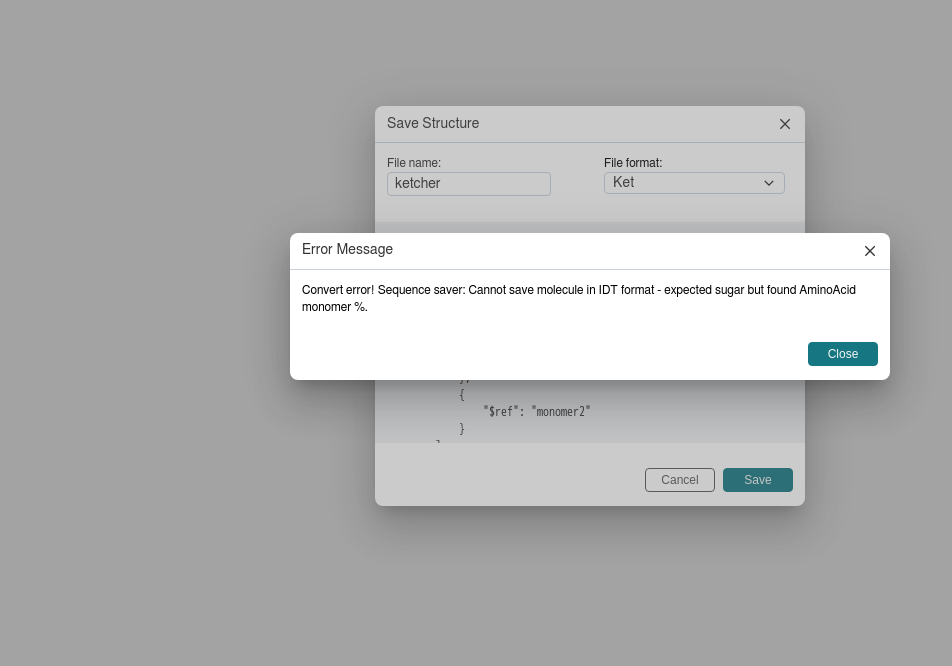 Save Structure
File name:
File format:
ketcher
Ket
Error Message
Convert error! Sequence saver: Cannot save molecule in IDT format - expected sugar but found AminoAcid
monomer %.
Close
},
{
"$ref": "monomer2"
}
Cancel
Save